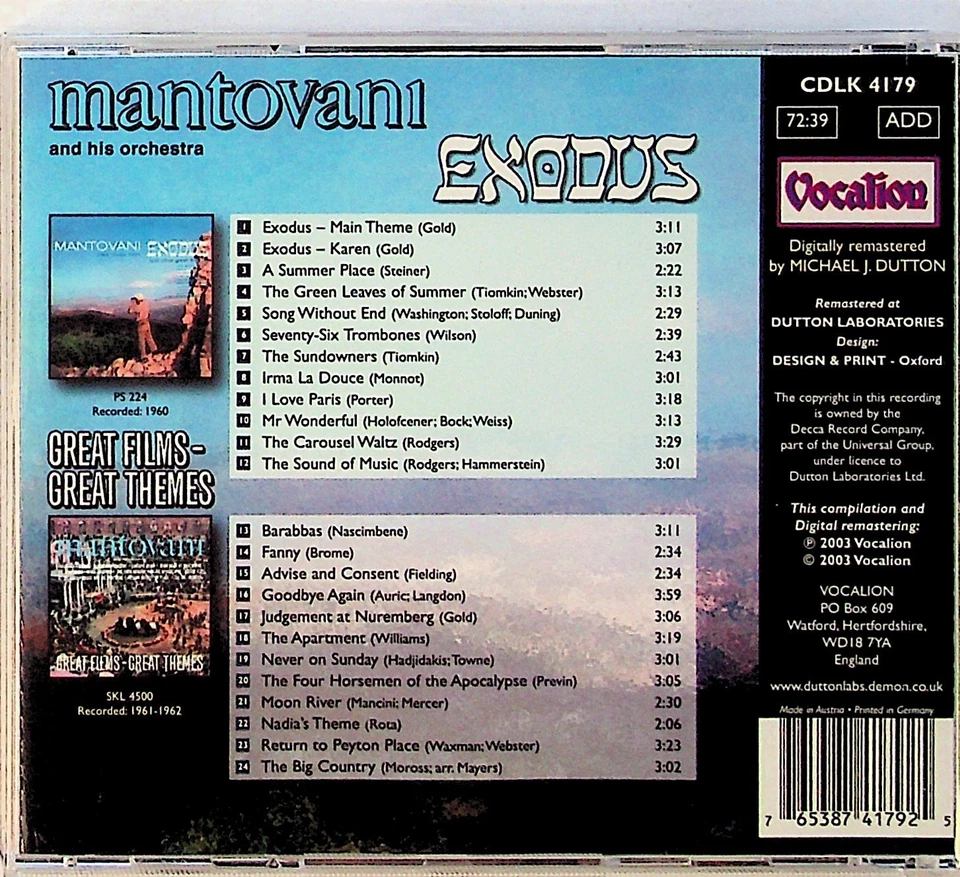 mantovani
and his orchestra
EXODUS
MANTOVANI EXODUS
PS 224
Recorded: 1960
1 Exodus – Main Theme (Gold) 3:11
2 Exodus – Karen (Gold) 3:07
3 A Summer Place (Steiner) 2:22
4 The Green Leaves of Summer (Tiomkin; Webster) 3:13
5 Song Without End (Washington; Stoloff; Duning) 2:29
6 Seventy-Six Trombones (Wilson) 2:39
7 The Sundowners (Tiomkin) 2:43
8 Irma La Douce (Monnot) 3:01
9 I Love Paris (Porter) 3:18
10 Mr Wonderful (Holofcener; Bock; Weiss) 3:13
11 The Carousel Waltz (Rodgers) 3:29
12 The Sound of Music (Rodgers; Hammerstein) 3:01
GREAT FILMS–
GREAT THEMES
mantovani
GREAT FILMS–GREAT THEMES
SKL 4500
Recorded: 1961-1962
13 Barabbas (Nascimbene) 3:11
14 Fanny (Brome) 2:34
15 Advise and Consent (Fielding) 2:34
16 Goodbye Again (Auric; Langdon) 3:59
17 Judgement at Nuremberg (Gold) 3:06
18 The Apartment (Williams) 3:19
19 Never on Sunday (Hadjidakis; Towne) 3:01
20 The Four Horsemen of the Apocalypse (Previn) 3:05
21 Moon River (Mancini; Mercer) 2:30
22 Nadia's Theme (Rota) 2:06
23 Return to Peyton Place (Waxman; Webster) 3:23
24 The Big Country (Moross; arr. Mayers) 3:02
CDLK 4179
72:39 ADD
Vocalion
Digitally remastered
by MICHAEL J. DUTTON
Remastered at
DUTTON LABORATORIES
Design:
DESIGN & PRINT - Oxford
The copyright in this recording
is owned by the
Decca Record Company,
part of the Universal Group,
under licence to
Dutton Laboratories Ltd.
This compilation and
Digital remastering:
℗ 2003 Vocalion
© 2003 Vocalion
VOCALION
PO Box 609
Watford, Hertfordshire,
WD18 7YA
England
www.duttonlabs.demon.co.uk
Made in Austria • Printed in Germany
7 65387 41792 5